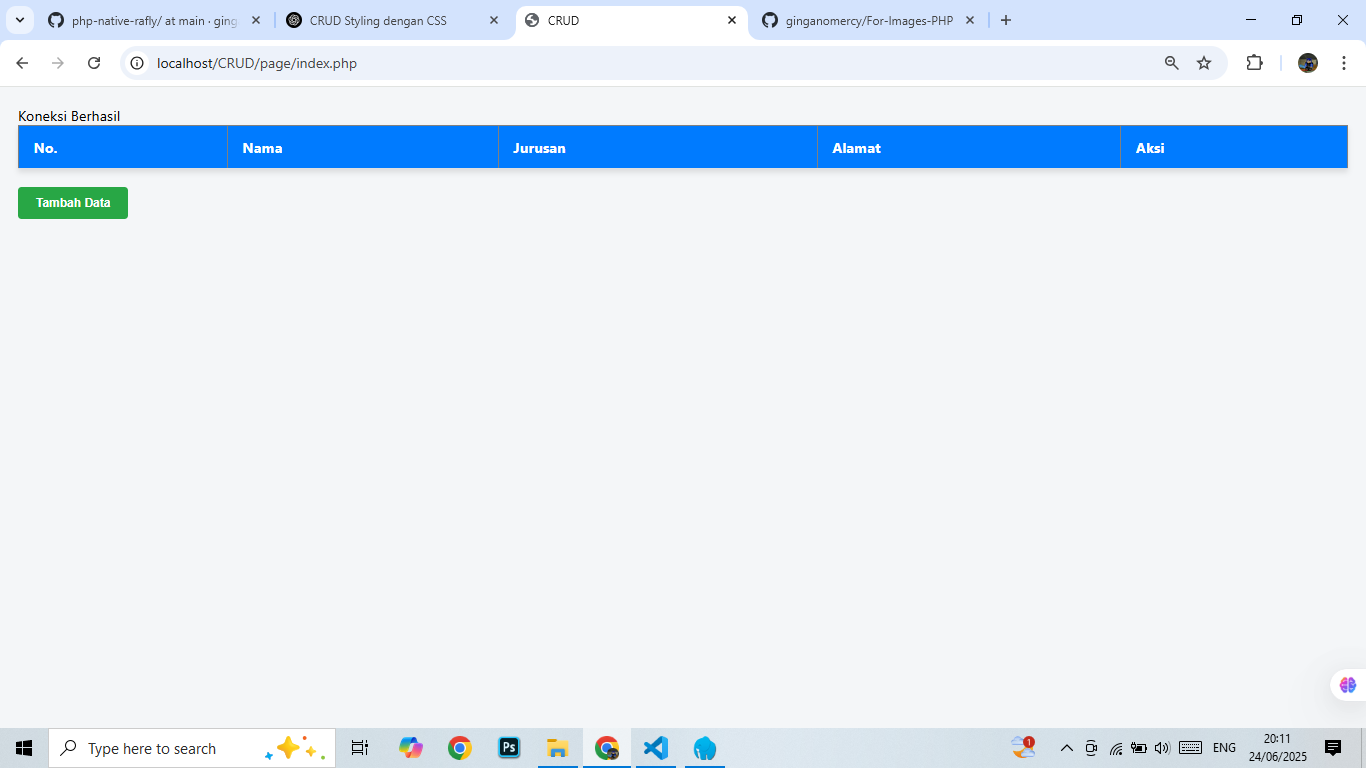 php-native-rafly/ at main · ging
CRUD Styling dengan CSS
CRUD
ginganomercy/For-Images-PHP
localhost/CRUD/page/index.php
Koneksi Berhasil
No. Nama Jurusan Alamat Aksi
Tambah Data
Type here to search
Ps
1
ENG
20:11
24/06/2025